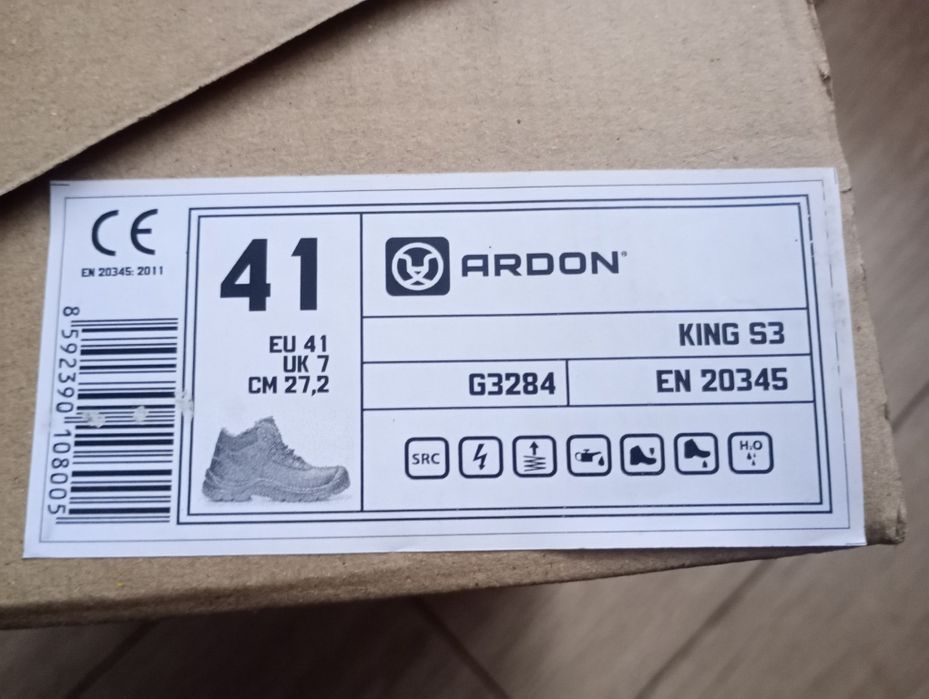 CE
EN 20345: 2011
8 592390 108005
41
EU 41
UK 7
CM 27,2
ARDON®
KING S3
G3284
EN 20345
SRC
H₂O